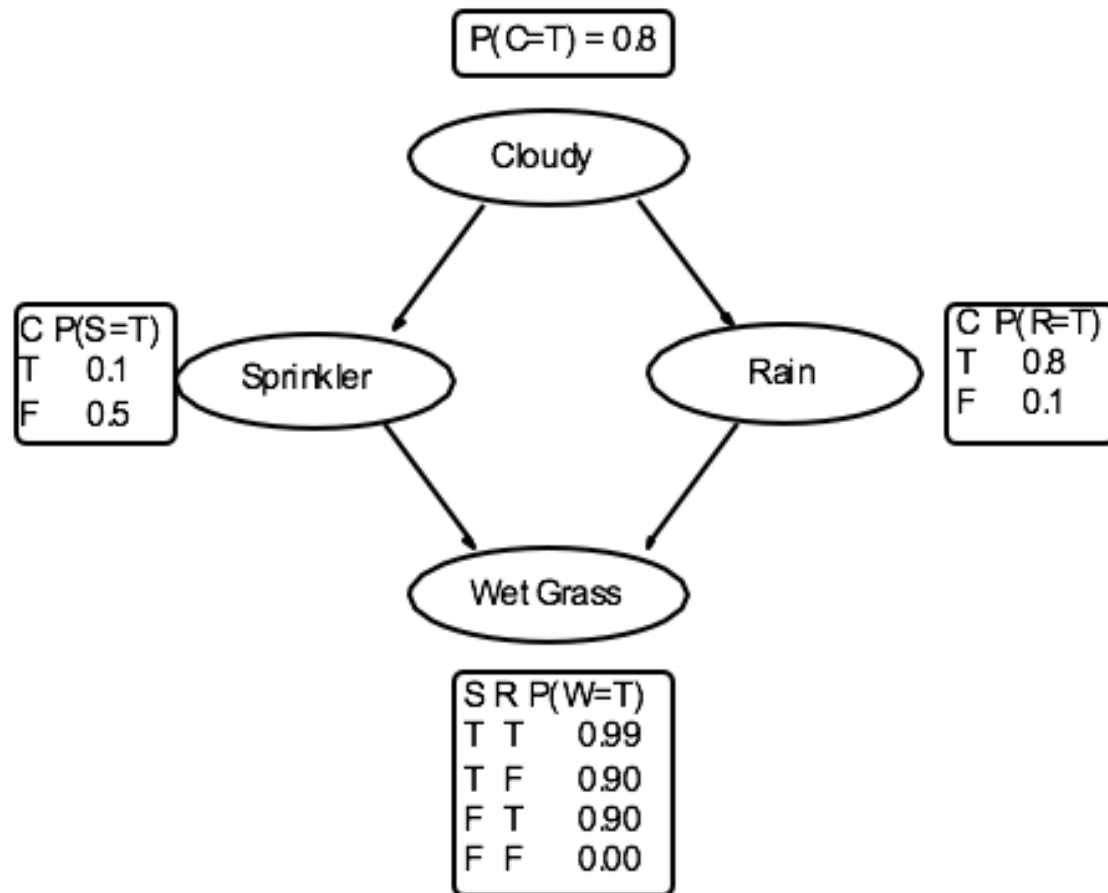 P(C=T) = 0.8
Cloudy
C P(S=T)
T 0.1
F 0.5
Sprinkler
Rain
C P(R=T)
T 0.8
F 0.1
Wet Grass
S R P(W=T)
T T 0.99
T F 0.90
F T 0.90
F F 0.00